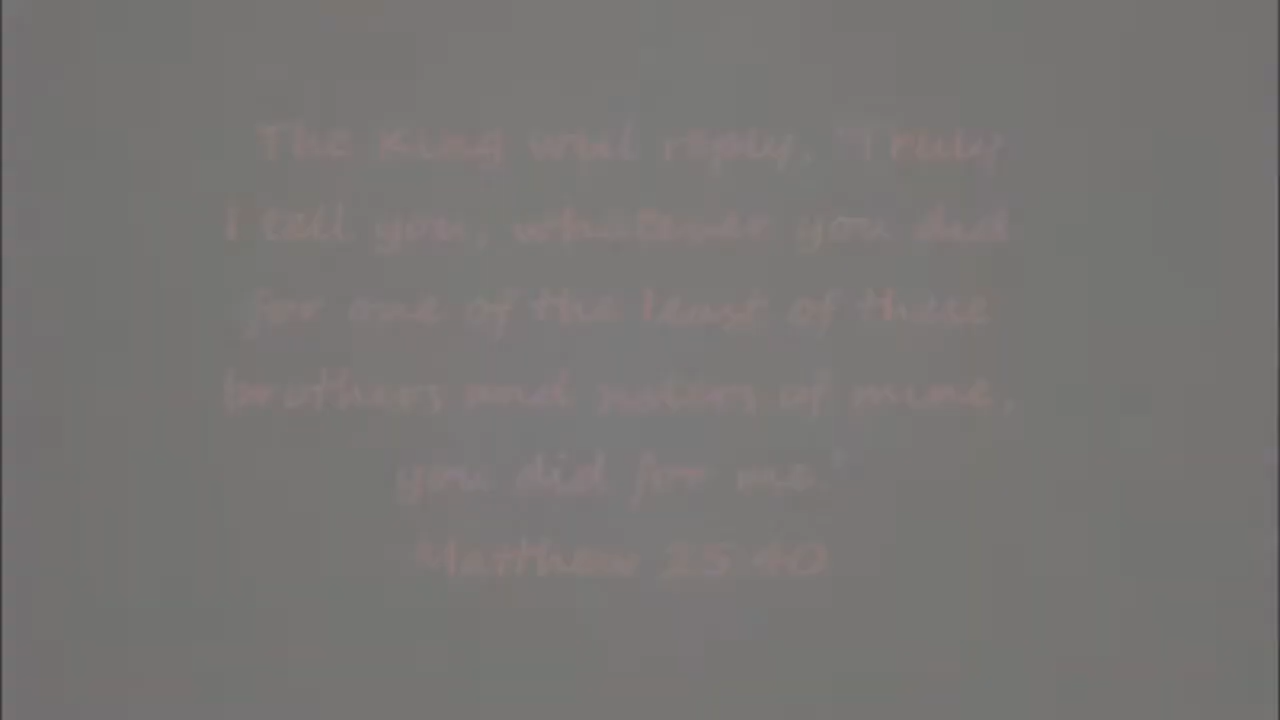 The King will reply, "Truly
I tell you, whatever you did
for one of the least of these
brothers and sisters of mine,
you did for me."
Matthew 25:40